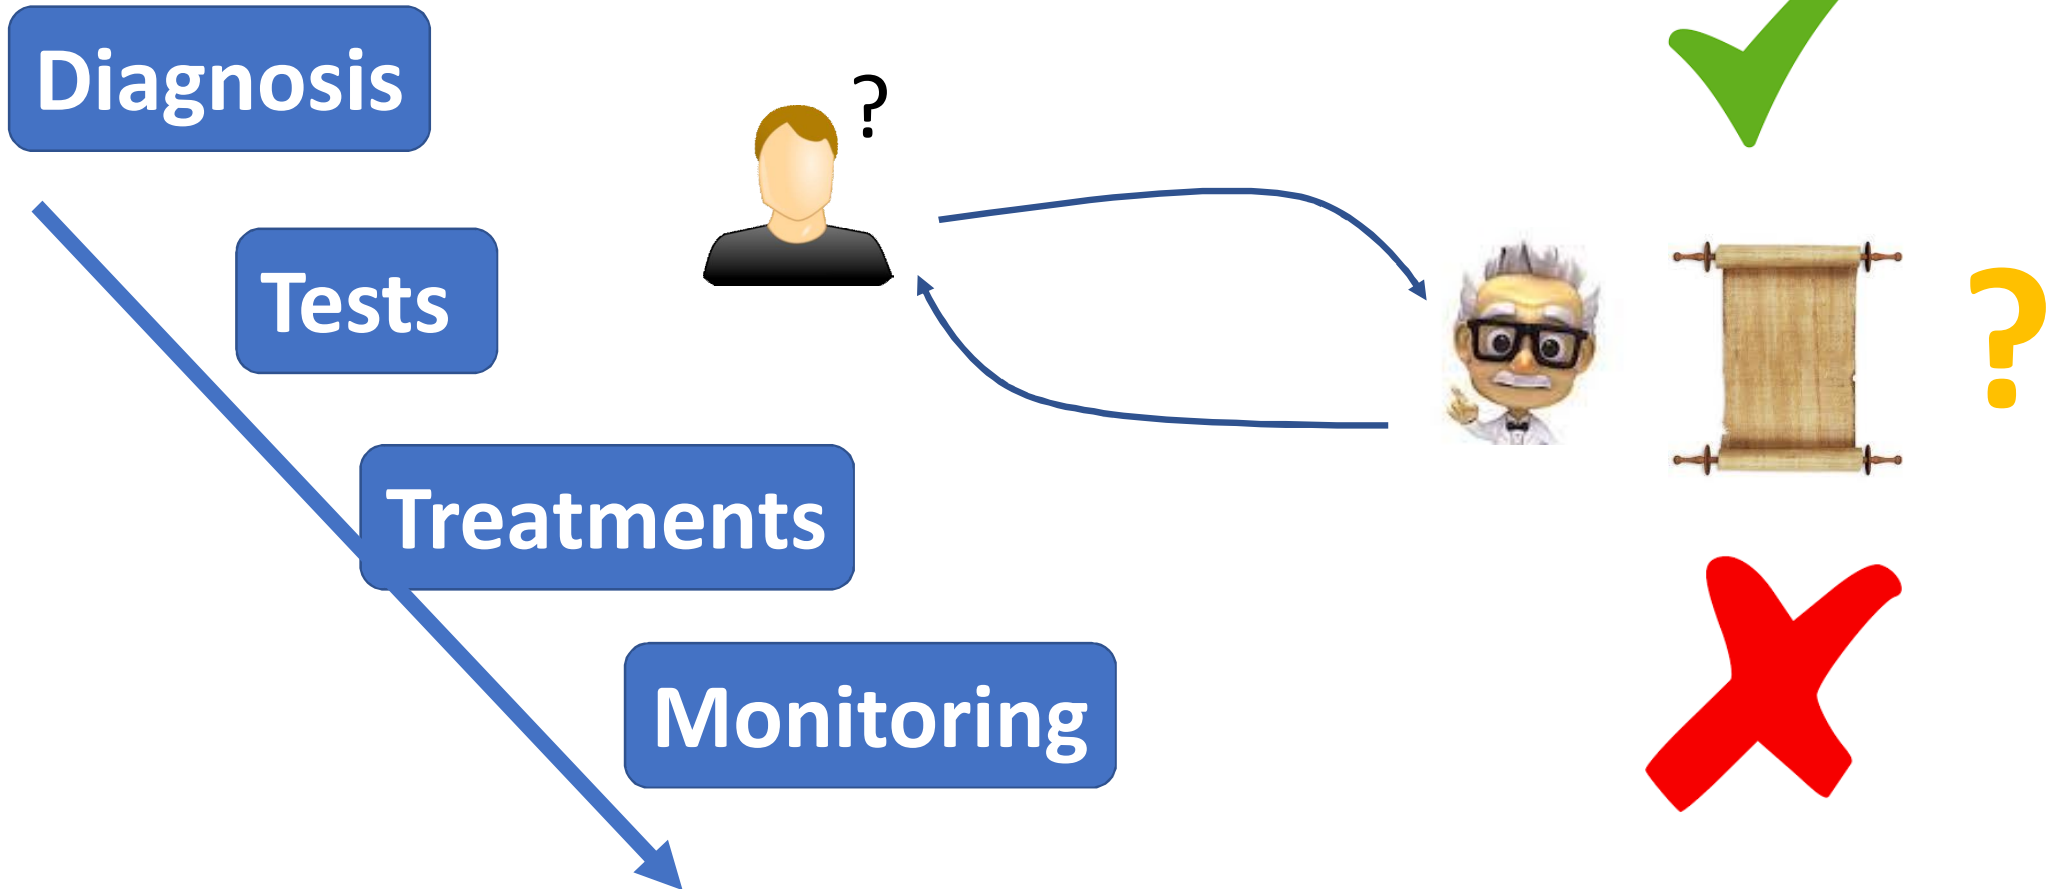 Diagnosis
?
Tests
?
Treatments
Monitoring